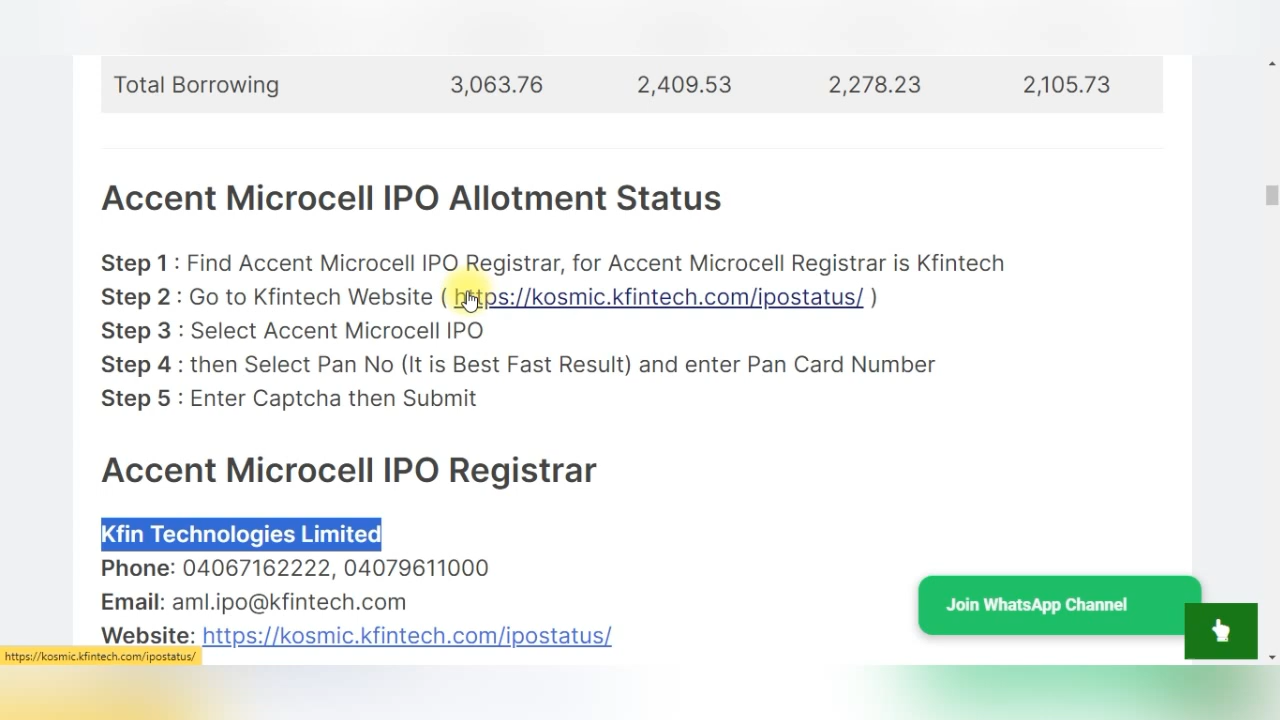 Total Borrowing 3,063.76 2,409.53 2,278.23 2,105.73
Accent Microcell IPO Allotment Status
Step 1 : Find Accent Microcell IPO Registrar, for Accent Microcell Registrar is Kfintech
Step 2 : Go to Kfintech Website ( https://kosmic.kfintech.com/ipostatus/ )
Step 3 : Select Accent Microcell IPO
Step 4 : then Select Pan No (It is Best Fast Result) and enter Pan Card Number
Step 5 : Enter Captcha then Submit
Accent Microcell IPO Registrar
Kfin Technologies Limited
Phone: 04067162222, 04079611000
Email: aml.ipo@kfintech.com
Join WhatsApp Channel
Website: https://kosmic.kfintech.com/ipostatus/
https://kosmic.kfintech.com/ipostatus/